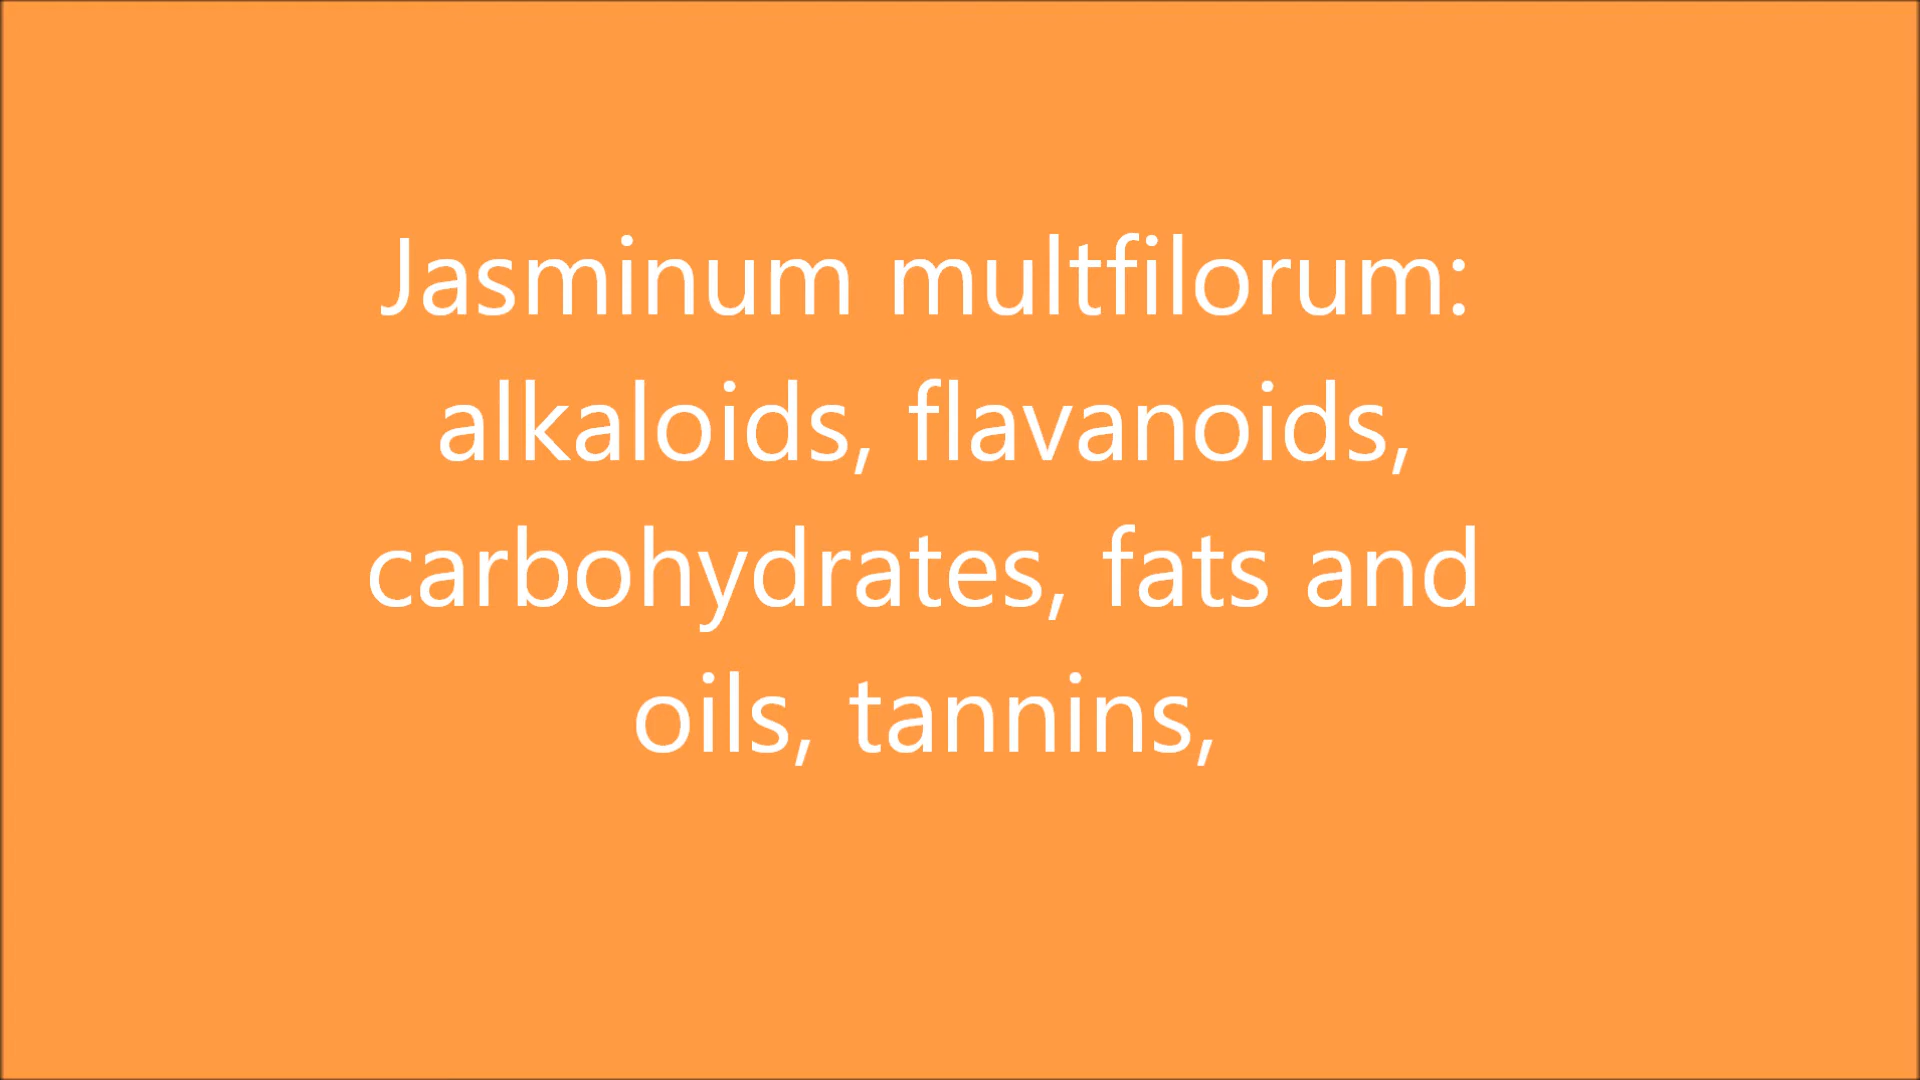 Jasminum multfilorum:
alkaloids, flavanoids,
carbohydrates, fats and
oils, tannins,